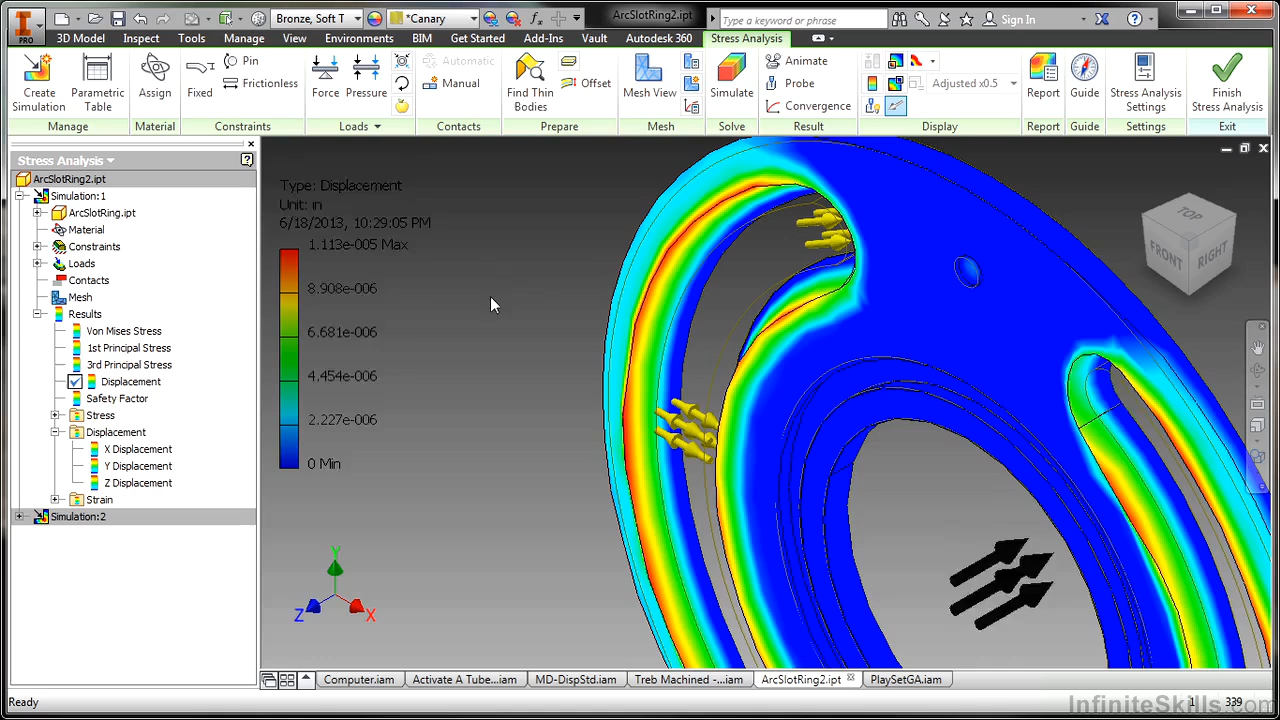 Bronze, Soft T
*Canary
ArcSlotRing2.ipt
Type a keyword or phrase
Sign In
PRO
3D Model
Inspect
Tools
Manage
View
Environments
BIM
Get Started
Add-Ins
Vault
Autodesk 360
Stress Analysis
Create
Simulation
Parametric
Table
Assign
Fixed
Pin
Frictionless
Force
Pressure
Automatic
Manual
Find Thin
Bodies
Offset
Mesh View
Simulate
Animate
Probe
Convergence
Adjusted x0.5
Report
Guide
Stress Analysis
Settings
Finish
Stress Analysis
Manage
Material
Constraints
Loads
Contacts
Prepare
Mesh
Solve
Result
Display
Report
Guide
Settings
Exit
Stress Analysis
ArcSlotRing2.ipt
Simulation:1
ArcSlotRing.ipt
Material
Constraints
Loads
Contacts
Mesh
Results
Von Mises Stress
1st Principal Stress
3rd Principal Stress
Displacement
Safety Factor
Stress
Displacement
X Displacement
Y Displacement
Z Displacement
Strain
Simulation:2
Type: Displacement
Unit: in
6/18/2013, 10:29:05 PM
1.113e-005 Max
8.908e-006
6.681e-006
4.454e-006
2.227e-006
0 Min
TOP
FRONT
RIGHT
Y
Z
X
Computer.iam
Activate A Tube...iam
MD-DispStd.iam
Treb Machined -...iam
ArcSlotRing2.ipt
PlaySetGA.iam
Ready
1
339
InfiniteSkills.com